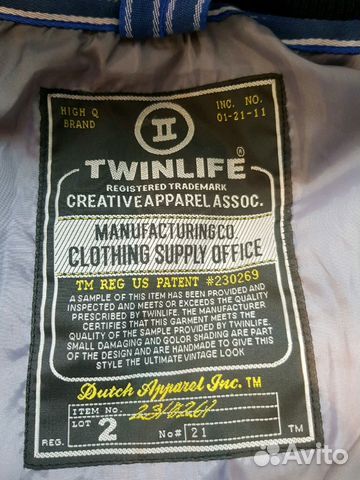 HIGH Q
BRAND
INC. NO.
01-21-11
II
TWINLIFE®
REGISTERED TRADEMARK
CREATIVE APPAREL ASSOC.
MANUFACTURING CO.
CLOTHING SUPPLY OFFICE
TM REG US PATENT #230269
A SAMPLE OF THIS ITEM HAS BEEN PROVIDED AND
INSPECTED AND MEETS OR EXCEEDS THE QUALITY
PRESCRIBED BY TWINLIFE. THE MANUFACTURER
CERTIFIES THAT THIS GARMENT MEETS THE
QUALITY OF THE SAMPLE PROVIDED BY TWINLIFE.
SMALL DAMAGING AND COLOR SHADING ARE PART
OF THE DESIGN AND ARE HANDMADE TO GIVE THIS
STYLE THE ULTIMATE VINTAGE LOOK
Dutch Apparel Inc. TM
ITEM No.
REG. LOT 2 No# 21 TM
Avito